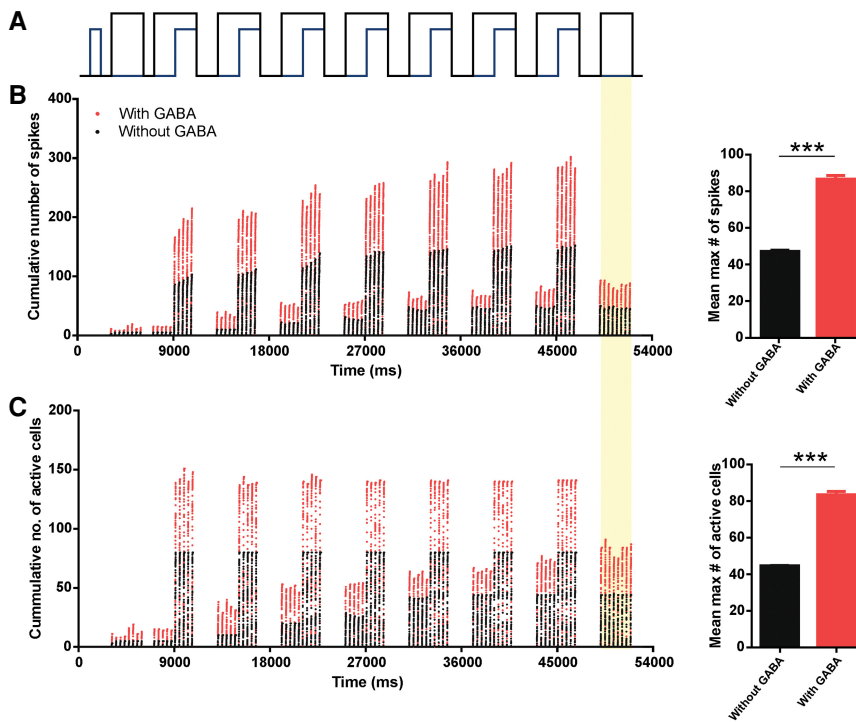 A
B
400
300
200
100
0
Cumulative number of spikes
With GABA
Without GABA
0
9000
18000
27000
36000
45000
54000
Time (ms)
***
100
80
60
40
20
0
Mean max # of spikes
Without GABA
With GABA
C
200
150
100
50
0
Cummulative no. of active cells
0
9000
18000
27000
36000
45000
54000
Time (ms)
***
100
80
60
40
20
0
Mean max # of active cells
Without GABA
With GABA